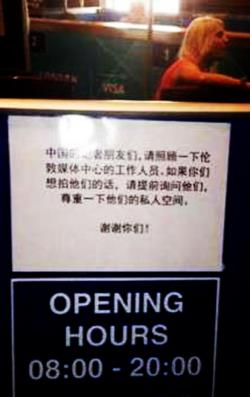 VISA
中国的记者朋友们,请照顾一下伦
敦媒体中心的工作人员.如果你们
想拍他们的话，请提前询问他们，
尊重一下他们的私人空间。
谢谢你们!
OPENING
HOURS
08:00 - 20:00